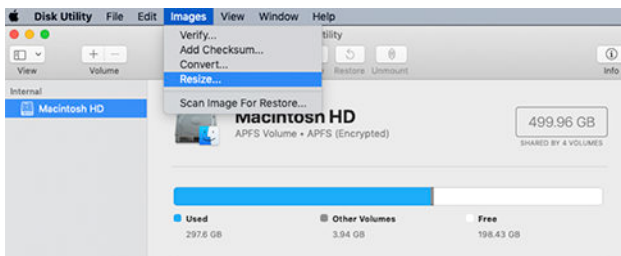 Disk Utility File Edit Images View Window Help
Verify...
Add Checksum...
Convert...
Resize...
Scan Image For Restore...
tility
View Volume Restore Unmount Info
Internal
Macintosh HD
Macintosh HD
APFS Volume • APFS (Encrypted)
499.96 GB
SHARED BY 4 VOLUMES
Used Other Volumes Free
297.6 GB 3.94 GB 198.43 GB